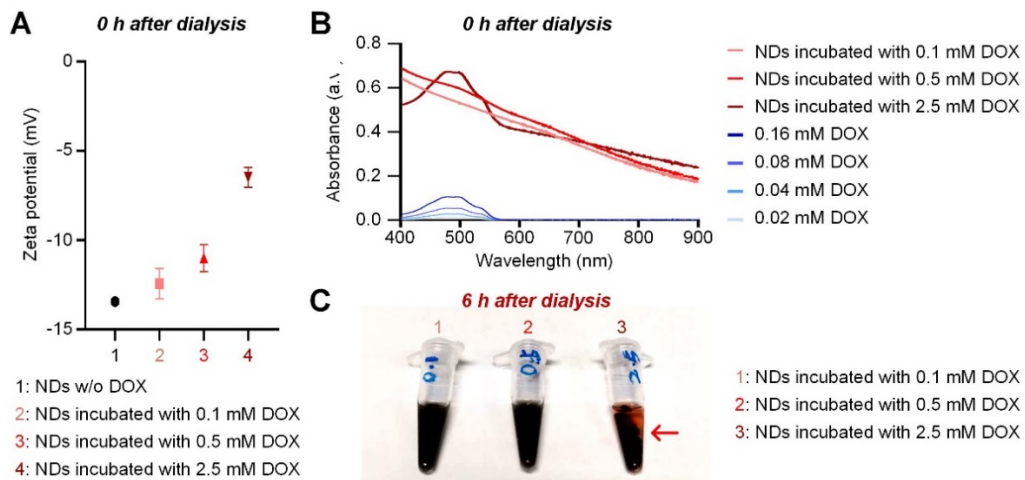 A
0 h after dialysis
Zeta potential (mV)
0
-5
-10
-15
1
2
3
4
1: NDs w/o DOX
2: NDs incubated with 0.1 mM DOX
3: NDs incubated with 0.5 mM DOX
4: NDs incubated with 2.5 mM DOX
B
0 h after dialysis
Absorbance (a.
0.8
0.6
0.4
0.2
0.0
400
500
600
700
800
900
Wavelength (nm)
NDs incubated with 0.1 mM DOX
NDs incubated with 0.5 mM DOX
NDs incubated with 2.5 mM DOX
0.16 mM DOX
0.08 mM DOX
0.04 mM DOX
0.02 mM DOX
C
6 h after dialysis
1
2
3
1: NDs incubated with 0.1 mM DOX
2: NDs incubated with 0.5 mM DOX
3: NDs incubated with 2.5 mM DOX